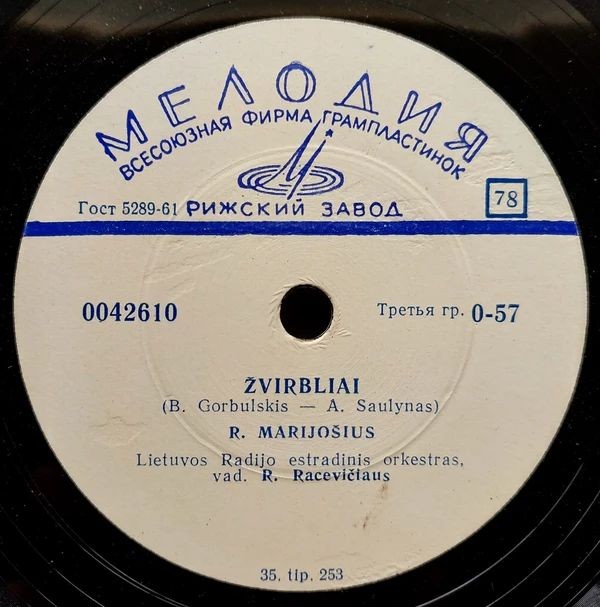 МЕЛОДИЯ
ВСЕСОЮЗНАЯ ФИРМА ГРАМПЛАСТИНОК
Гост 5289-61 РИЖСКИЙ ЗАВОД 78
0042610 Третья гр. 0-57
ŽVIRBLIAI
(B. Gorbulskis — A. Saulynas)
R. MARIJOŠIUS
Lietuvos Radijo estradinis orkestras,
vad. R. Racevičiaus
35, tip. 253